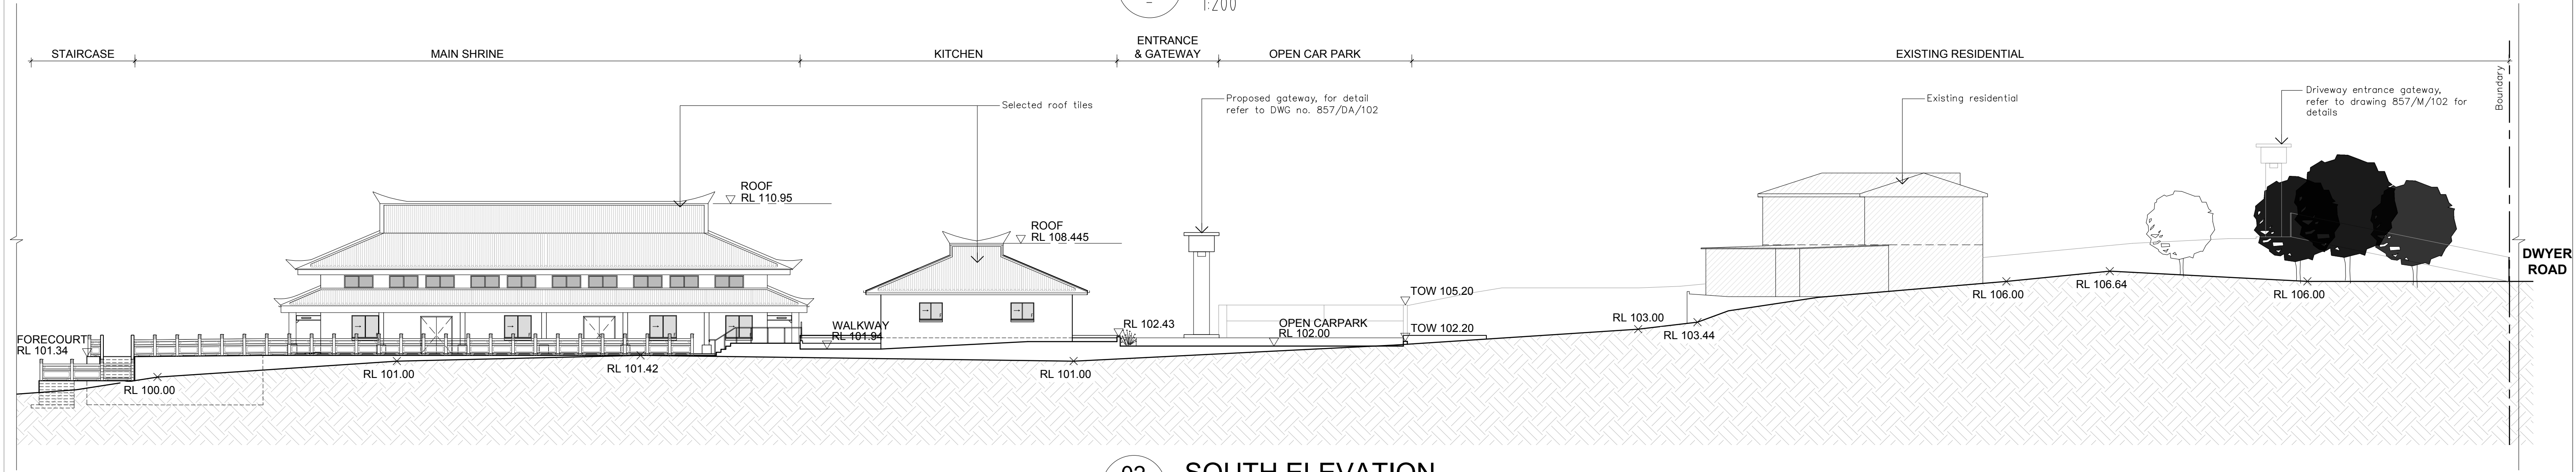 1:200
STAIRCASE
MAIN SHRINE
KITCHEN
ENTRANCE
& GATEWAY
OPEN CAR PARK
EXISTING RESIDENTIAL
Boundary
Selected roof tiles
Proposed gateway, for detail
refer to DWG no. 857/DA/102
Existing residential
Driveway entrance gateway,
refer to drawing 857/M/102 for
details
ROOF
RL 110.95
ROOF
RL 108.445
DWYER
ROAD
TOW 105.20
RL 106.00
RL 106.64
RL 106.00
FORECOURT
RL 101.34
WALKWAY
RL 101.94
RL 102.43
OPEN CARPARK
RL 102.00
TOW 102.20
RL 103.00
RL 103.44
RL 100.00
RL 101.00
RL 101.42
RL 101.00
02
SOUTH ELEVATION